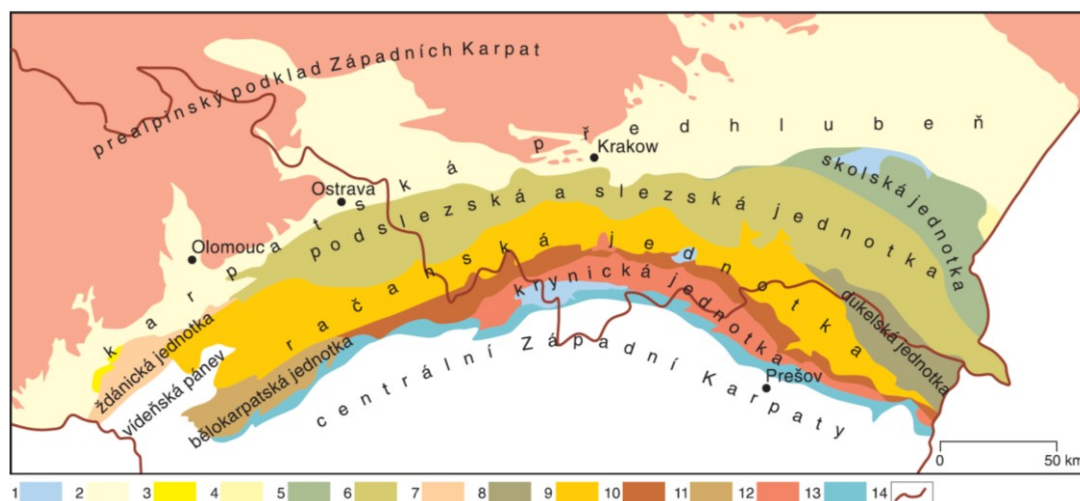 prealpinský podklad Západních Karpat
karpatská předhlubeň
Krakow
skolská jednotka
Ostrava
podslezská a slezská jednotka
Olomouc
račanská jednotka
krynická jednotka
dukelská jednotka
ždánická jednotka
vídeňská pánev
bělokarpatská jednotka
centrální Západní Karpaty
Prešov
0 50 km
1 2 3 4 5 6 7 8 9 10 11 12 13 14